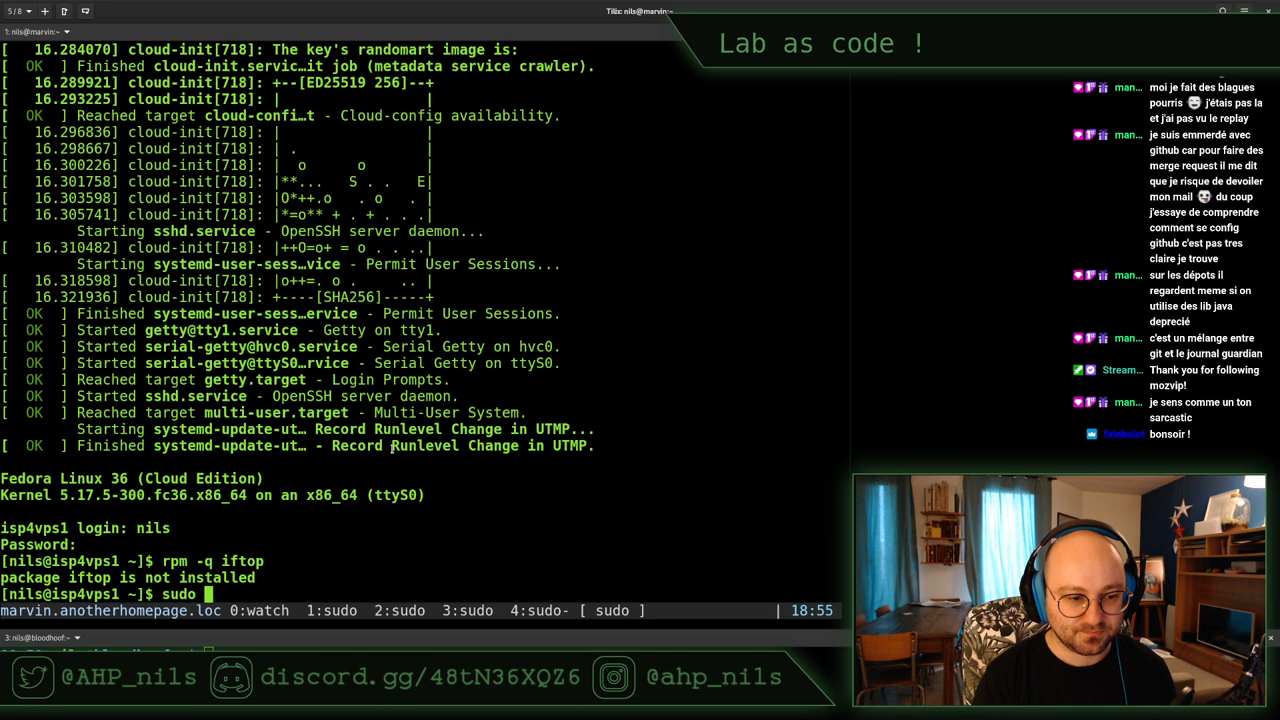 5/8
Tilix: nils@marvin:~
1: nils@marvin:~
[   16.284070] cloud-init[718]: The key's randomart image is:
[  OK  ] Finished cloud-init.servic…it job (metadata service crawler).
[   16.289921] cloud-init[718]: +--[ED25519 256]--+
[   16.293225] cloud-init[718]: |                 |
[  OK  ] Reached target cloud-confi…t - Cloud-config availability.
[   16.296836] cloud-init[718]: |                 |
[   16.298667] cloud-init[718]: | .               |
[   16.300226] cloud-init[718]: |  o      o       |
[   16.301758] cloud-init[718]: |**...   S . .   E|
[   16.303598] cloud-init[718]: |O*++.o   . o   . |
[   16.305741] cloud-init[718]: |*=o** + . + . . .|
Starting sshd.service - OpenSSH server daemon...
[   16.310482] cloud-init[718]: |++O=o+ = o . . ..|
Starting systemd-user-sess…vice - Permit User Sessions...
[   16.318598] cloud-init[718]: |o++=. o .     .. |
[   16.321936] cloud-init[718]: +----[SHA256]-----+
[  OK  ] Finished systemd-user-sess…ervice - Permit User Sessions.
[  OK  ] Started getty@tty1.service - Getty on tty1.
[  OK  ] Started serial-getty@hvc0.service - Serial Getty on hvc0.
[  OK  ] Started serial-getty@ttyS0…rvice - Serial Getty on ttyS0.
[  OK  ] Reached target getty.target - Login Prompts.
[  OK  ] Started sshd.service - OpenSSH server daemon.
[  OK  ] Reached target multi-user.target - Multi-User System.
Starting systemd-update-ut… Record Runlevel Change in UTMP...
[  OK  ] Finished systemd-update-ut… - Record Runlevel Change in UTMP.
Fedora Linux 36 (Cloud Edition)
Kernel 5.17.5-300.fc36.x86_64 on an x86_64 (ttyS0)
isp4vps1 login: nils
Password:
[nils@isp4vps1 ~]$ rpm -q iftop
package iftop is not installed
[nils@isp4vps1 ~]$ sudo
marvin.anotherhomepage.loc 0:watch  1:sudo  2:sudo  3:sudo  4:sudo- [ sudo ] | 18:55
3: nils@bloodhoof:~
@AHP_nils discord.gg/48tN36XQZ6 @ahp_nils
Lab as code !
man… moi je fait des blagues
pourris j'étais pas la
et j'ai pas vu le replay
man… je suis emmerdé avec
github car pour faire des
merge request il me dit
que je risque de devoiler
mon mail du coup
j'essaye de comprendre
comment se config
github c'est pas tres
claire je trouve
man… sur les dépots il
regardent meme si on
utilise des lib java
deprecié
man… c'est un mélange entre
git et le journal guardian
Stream… Thank you for following
mozvip!
man… je sens comme un ton
sarcastic
bonsoir !